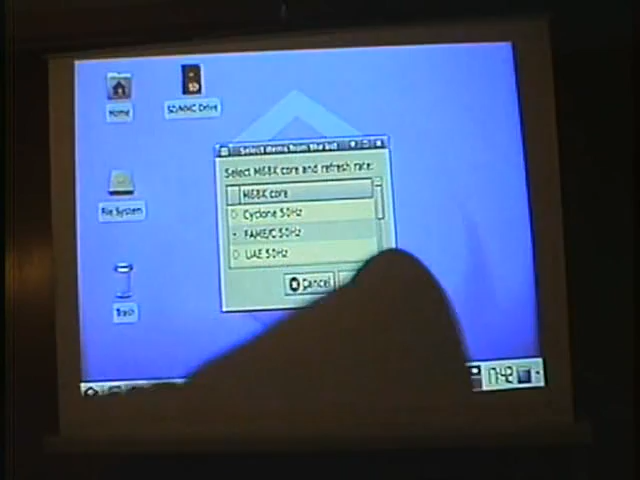 Home
SD/MMC Drive
Select items from the list
Select M68K core and refresh rate:
M68K core
Cyclone 50Hz
FAME/C 50Hz
UAE 50Hz
File System
Cancel
Trash
17:42